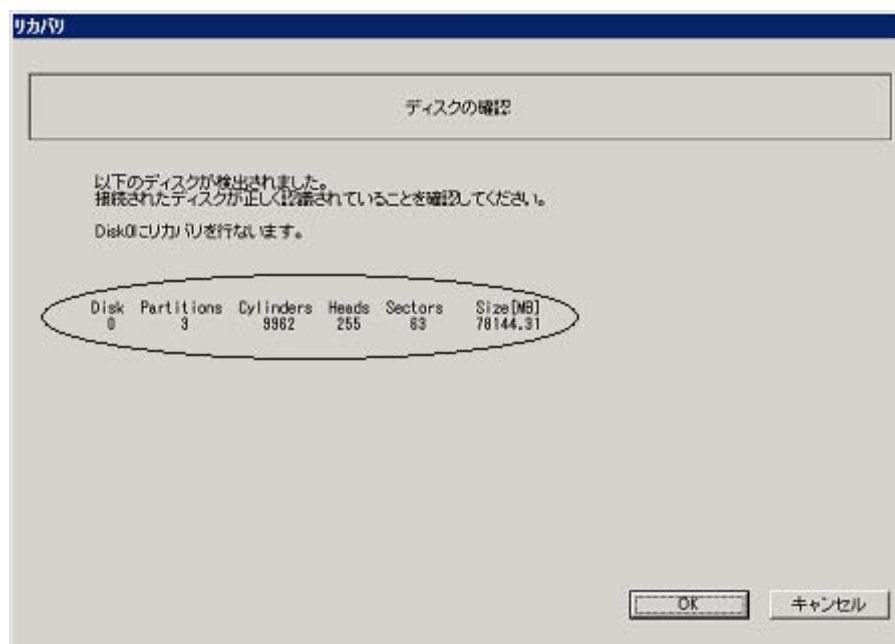 リカバリ
ディスクの確認
以下のディスクが検出されました。
接続されたディスクが正しく認識されていることを確認してください。
Disk0にリカバリを行ないます。
Disk Partitions Cylinders Heads Sectors Size[MB]
0 3 9962 255 63 78144.31
OK キャンセル